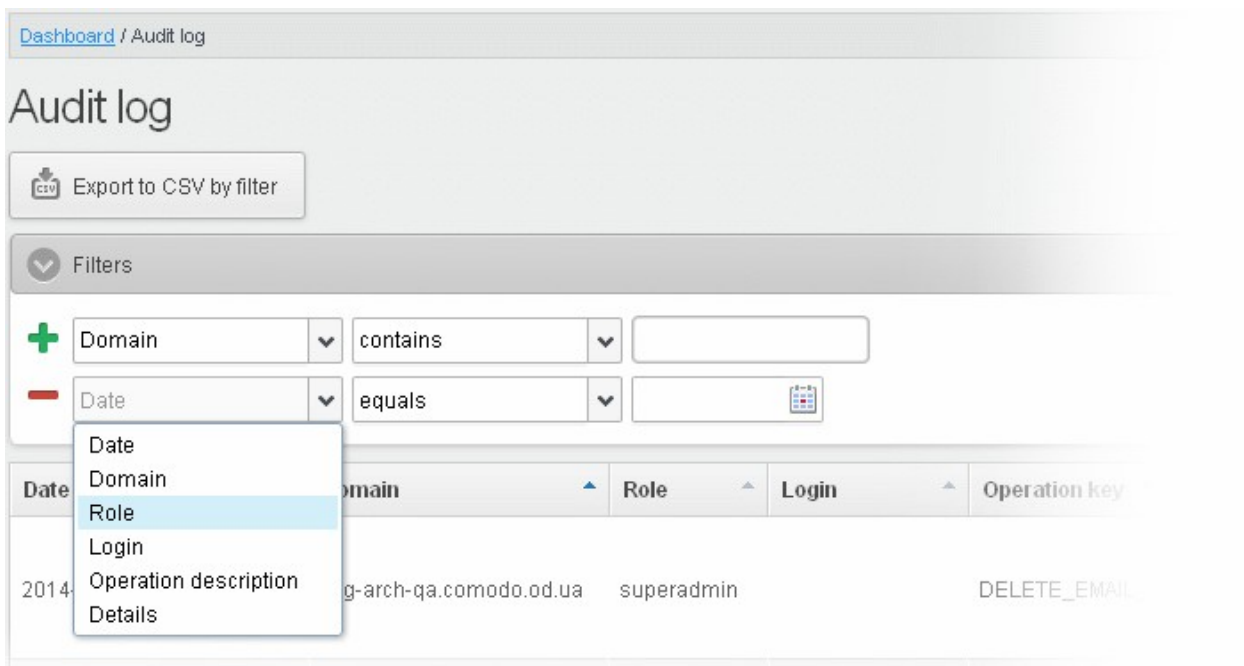 Dashboard / Audit log
Audit log
CSV Export to CSV by filter
Filters
Domain contains
Date equals
Date
Domain
Role
Login
Operation description
Details
Date omain Role Login Operation key
2014- g-arch-qa.comodo.od.ua superadmin DELETE_EMAIL